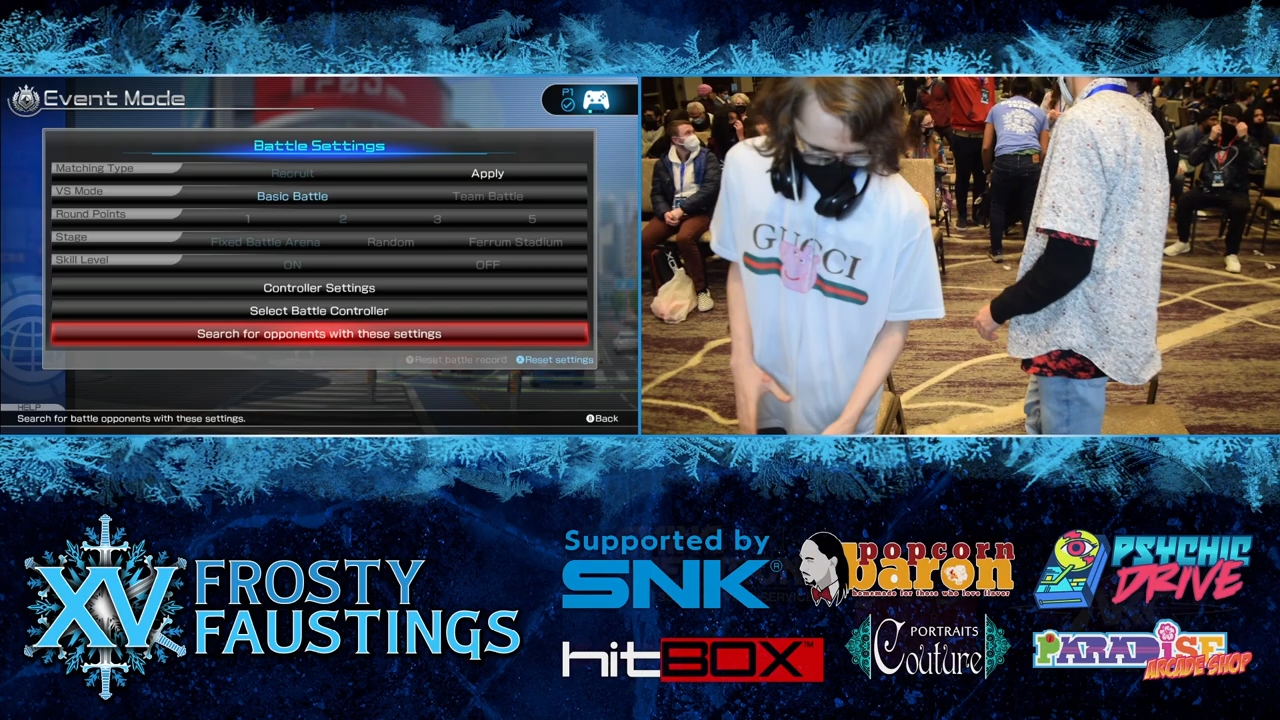 Event Mode
P1
Battle Settings
Matching Type
Recruit
Apply
VS Mode
Basic Battle
Team Battle
Round Points
1
2
3
5
Stage
Fixed Battle Arena
Random
Ferrum Stadium
Skill Level
ON
OFF
Controller Settings
Select Battle Controller
Search for opponents with these settings
Reset battle record
Reset settings
HELP
Search for battle opponents with these settings.
Back
GUCCI
XV
FROSTY
FAUSTINGS
Supported by
SNK®
popcorn
baron
homemade for those who love flavor
PSYCHIC
DRIVE
hitBOX™
PORTRAITS
Couture
PARADISE
ARCADE SHOP